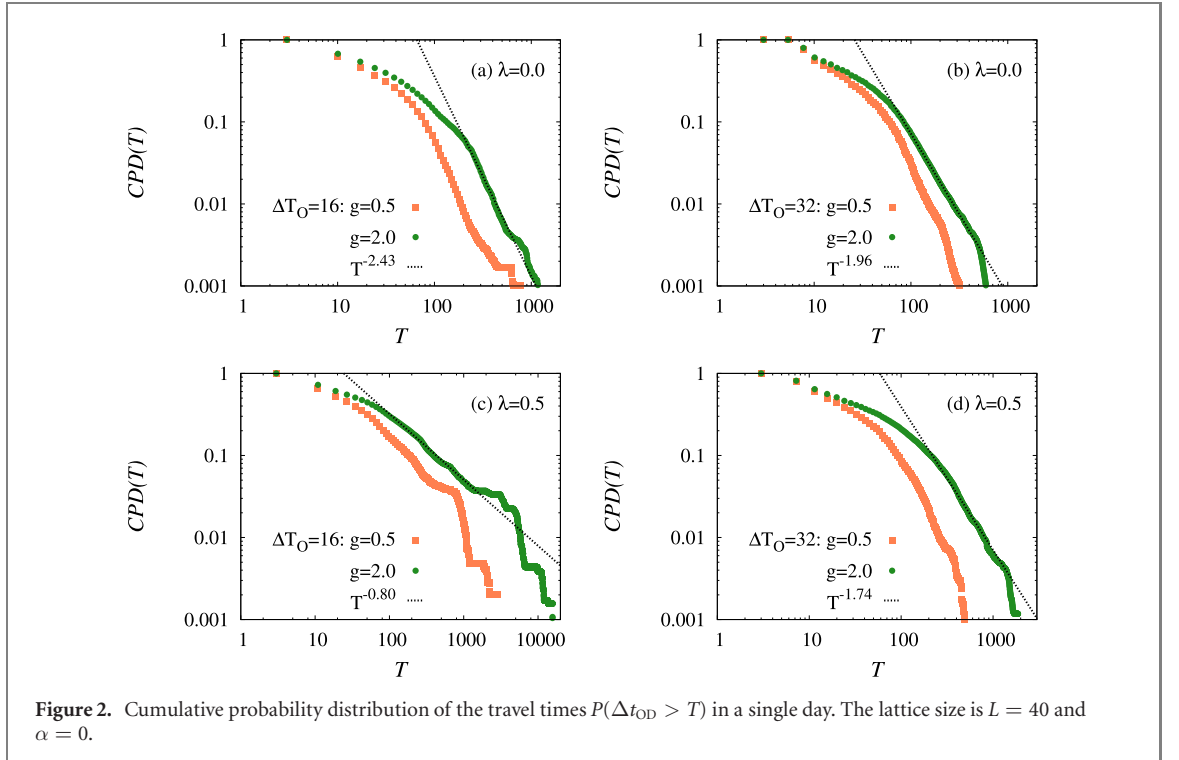 1
0.1
0.01
0.001
CPD(T)
(a) λ=0.0
ΔT_O=16: g=0.5
g=2.0
T^-2.43
1 10 100 1000
T
1
0.1
0.01
0.001
CPD(T)
(b) λ=0.0
ΔT_O=32: g=0.5
g=2.0
T^-1.96
1 10 100 1000
T
1
0.1
0.01
0.001
CPD(T)
(c) λ=0.5
ΔT_O=16: g=0.5
g=2.0
T^-0.80
1 10 100 1000 10000
T
1
0.1
0.01
0.001
CPD(T)
(d) λ=0.5
ΔT_O=32: g=0.5
g=2.0
T^-1.74
1 10 100 1000
T
Figure 2. Cumulative probability distribution of the travel times P(Δt_OD > T) in a single day. The lattice size is L = 40 and
α = 0.